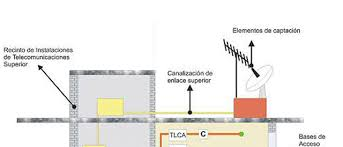 Elementos de captación
Recinto de Instalaciones
de Telecomunicaciones
Superior
Canalización de
enlace superior
TLCA
C
Bases de
Acceso